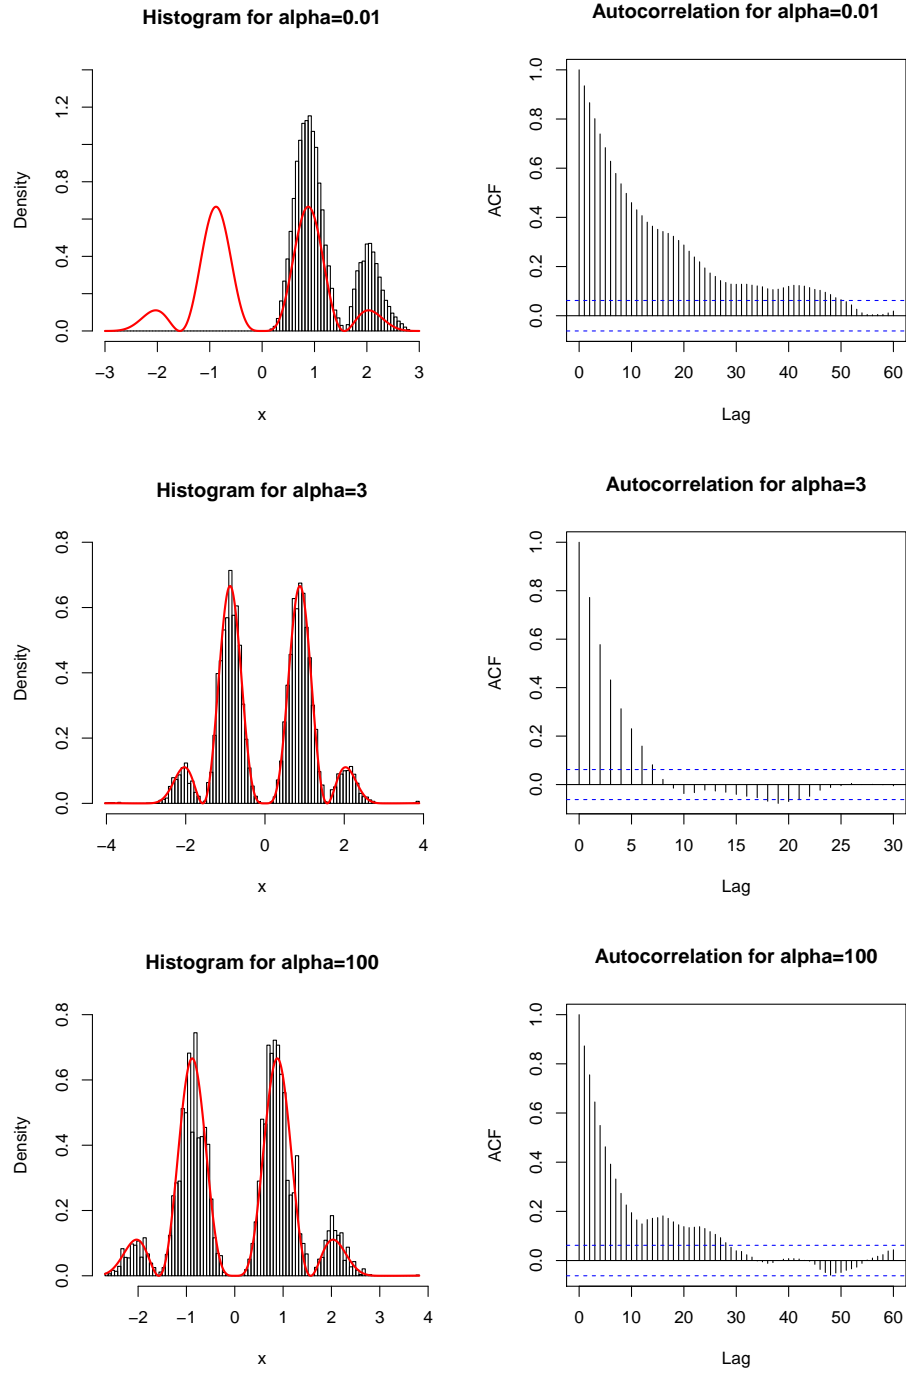 Histogram for alpha=0.01
Density
0.0 0.4 0.8 1.2
−3 −2 −1 0 1 2 3
x
Autocorrelation for alpha=0.01
ACF
0.0 0.2 0.4 0.6 0.8 1.0
0 10 20 30 40 50 60
Lag
Histogram for alpha=3
Density
0.0 0.2 0.4 0.6 0.8
−4 −2 0 2 4
x
Autocorrelation for alpha=3
ACF
0.0 0.2 0.4 0.6 0.8 1.0
0 5 10 15 20 25 30
Lag
Histogram for alpha=100
Density
0.0 0.2 0.4 0.6 0.8
−2 −1 0 1 2 3 4
x
Autocorrelation for alpha=100
ACF
0.0 0.2 0.4 0.6 0.8 1.0
0 10 20 30 40 50 60
Lag